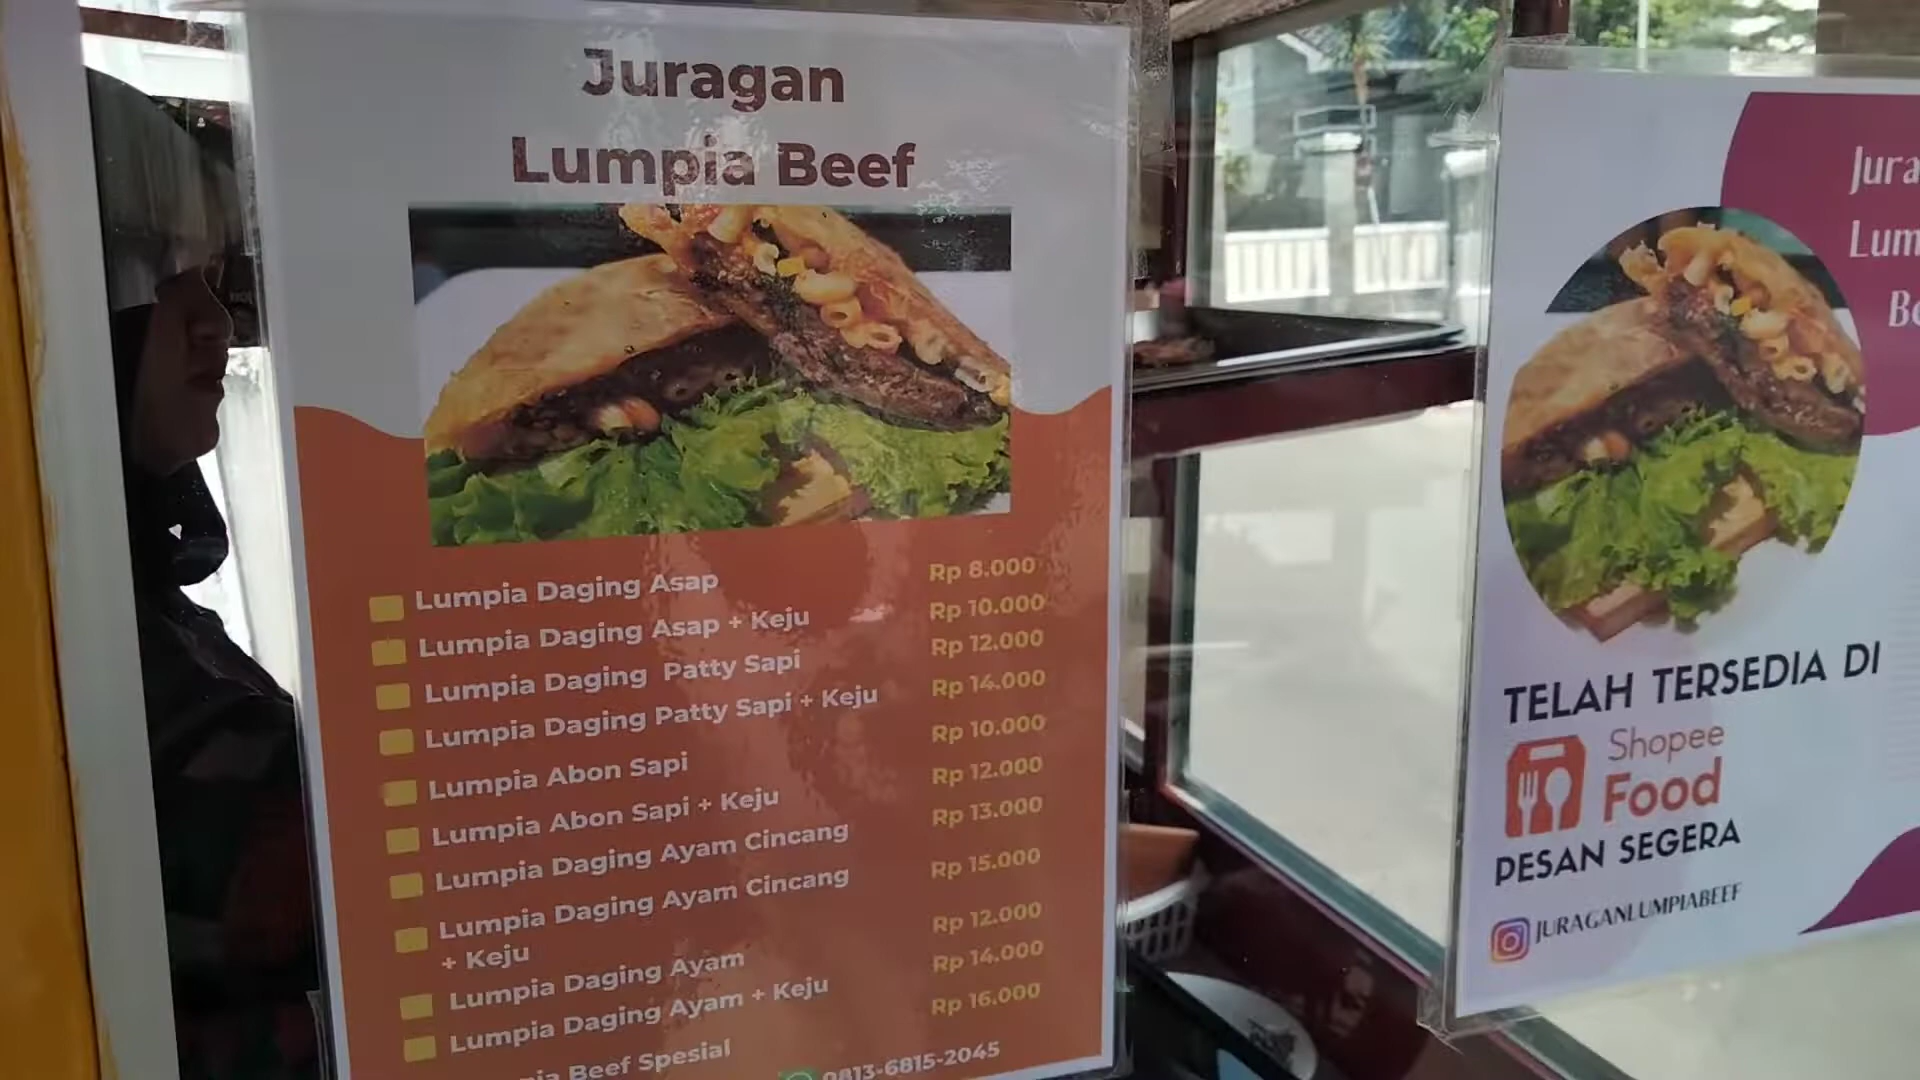 Juragan
Lumpia Beef
Lumpia Daging Asap Rp 8.000
Lumpia Daging Asap + Keju Rp 10.000
Lumpia Daging Patty Sapi Rp 12.000
Lumpia Daging Patty Sapi + Keju Rp 14.000
Lumpia Abon Sapi Rp 10.000
Lumpia Abon Sapi + Keju Rp 12.000
Lumpia Daging Ayam Cincang Rp 13.000
Lumpia Daging Ayam Cincang Rp 15.000
+ Keju
Lumpia Daging Ayam Rp 12.000
Lumpia Daging Ayam + Keju Rp 14.000
Beef Spesial Rp 16.000
0813-6815-2045
TELAH TERSEDIA DI
Shopee
Food
PESAN SEGERA
JURAGANLUMPIABEEF